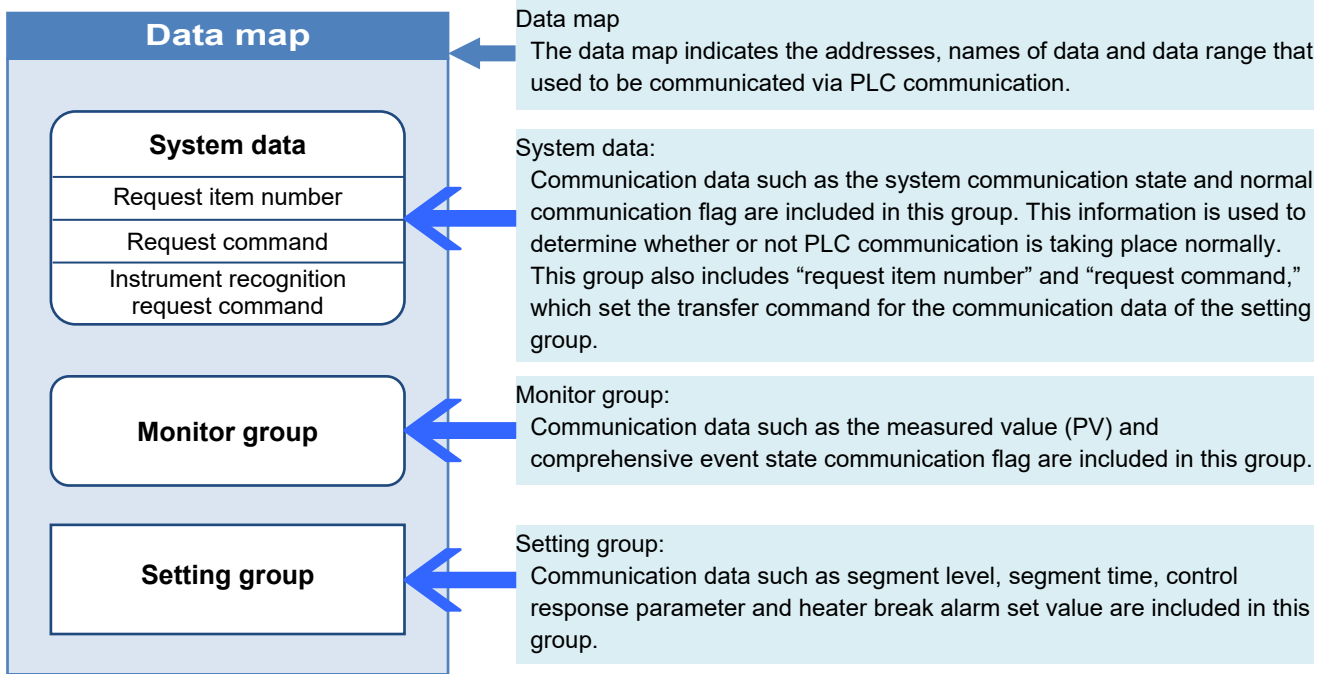 Data map
System data
Request item number
Request command
Instrument recognition
request command
Monitor group
Setting group
Data map
The data map indicates the addresses, names of data and data range that
used to be communicated via PLC communication.
System data:
Communication data such as the system communication state and normal
communication flag are included in this group. This information is used to
determine whether or not PLC communication is taking place normally.
This group also includes “request item number” and “request command,”
which set the transfer command for the communication data of the setting
group.
Monitor group:
Communication data such as the measured value (PV) and
comprehensive event state communication flag are included in this group.
Setting group:
Communication data such as segment level, segment time, control
response parameter and heater break alarm set value are included in this
group.